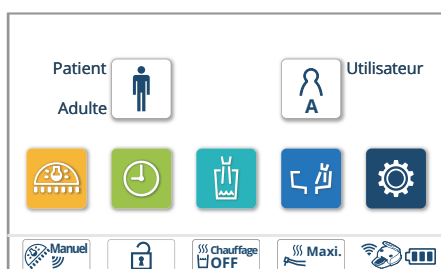 Patient
Utilisateur
Adulte
A
Manuel
Chauffage
OFF
Maxi.